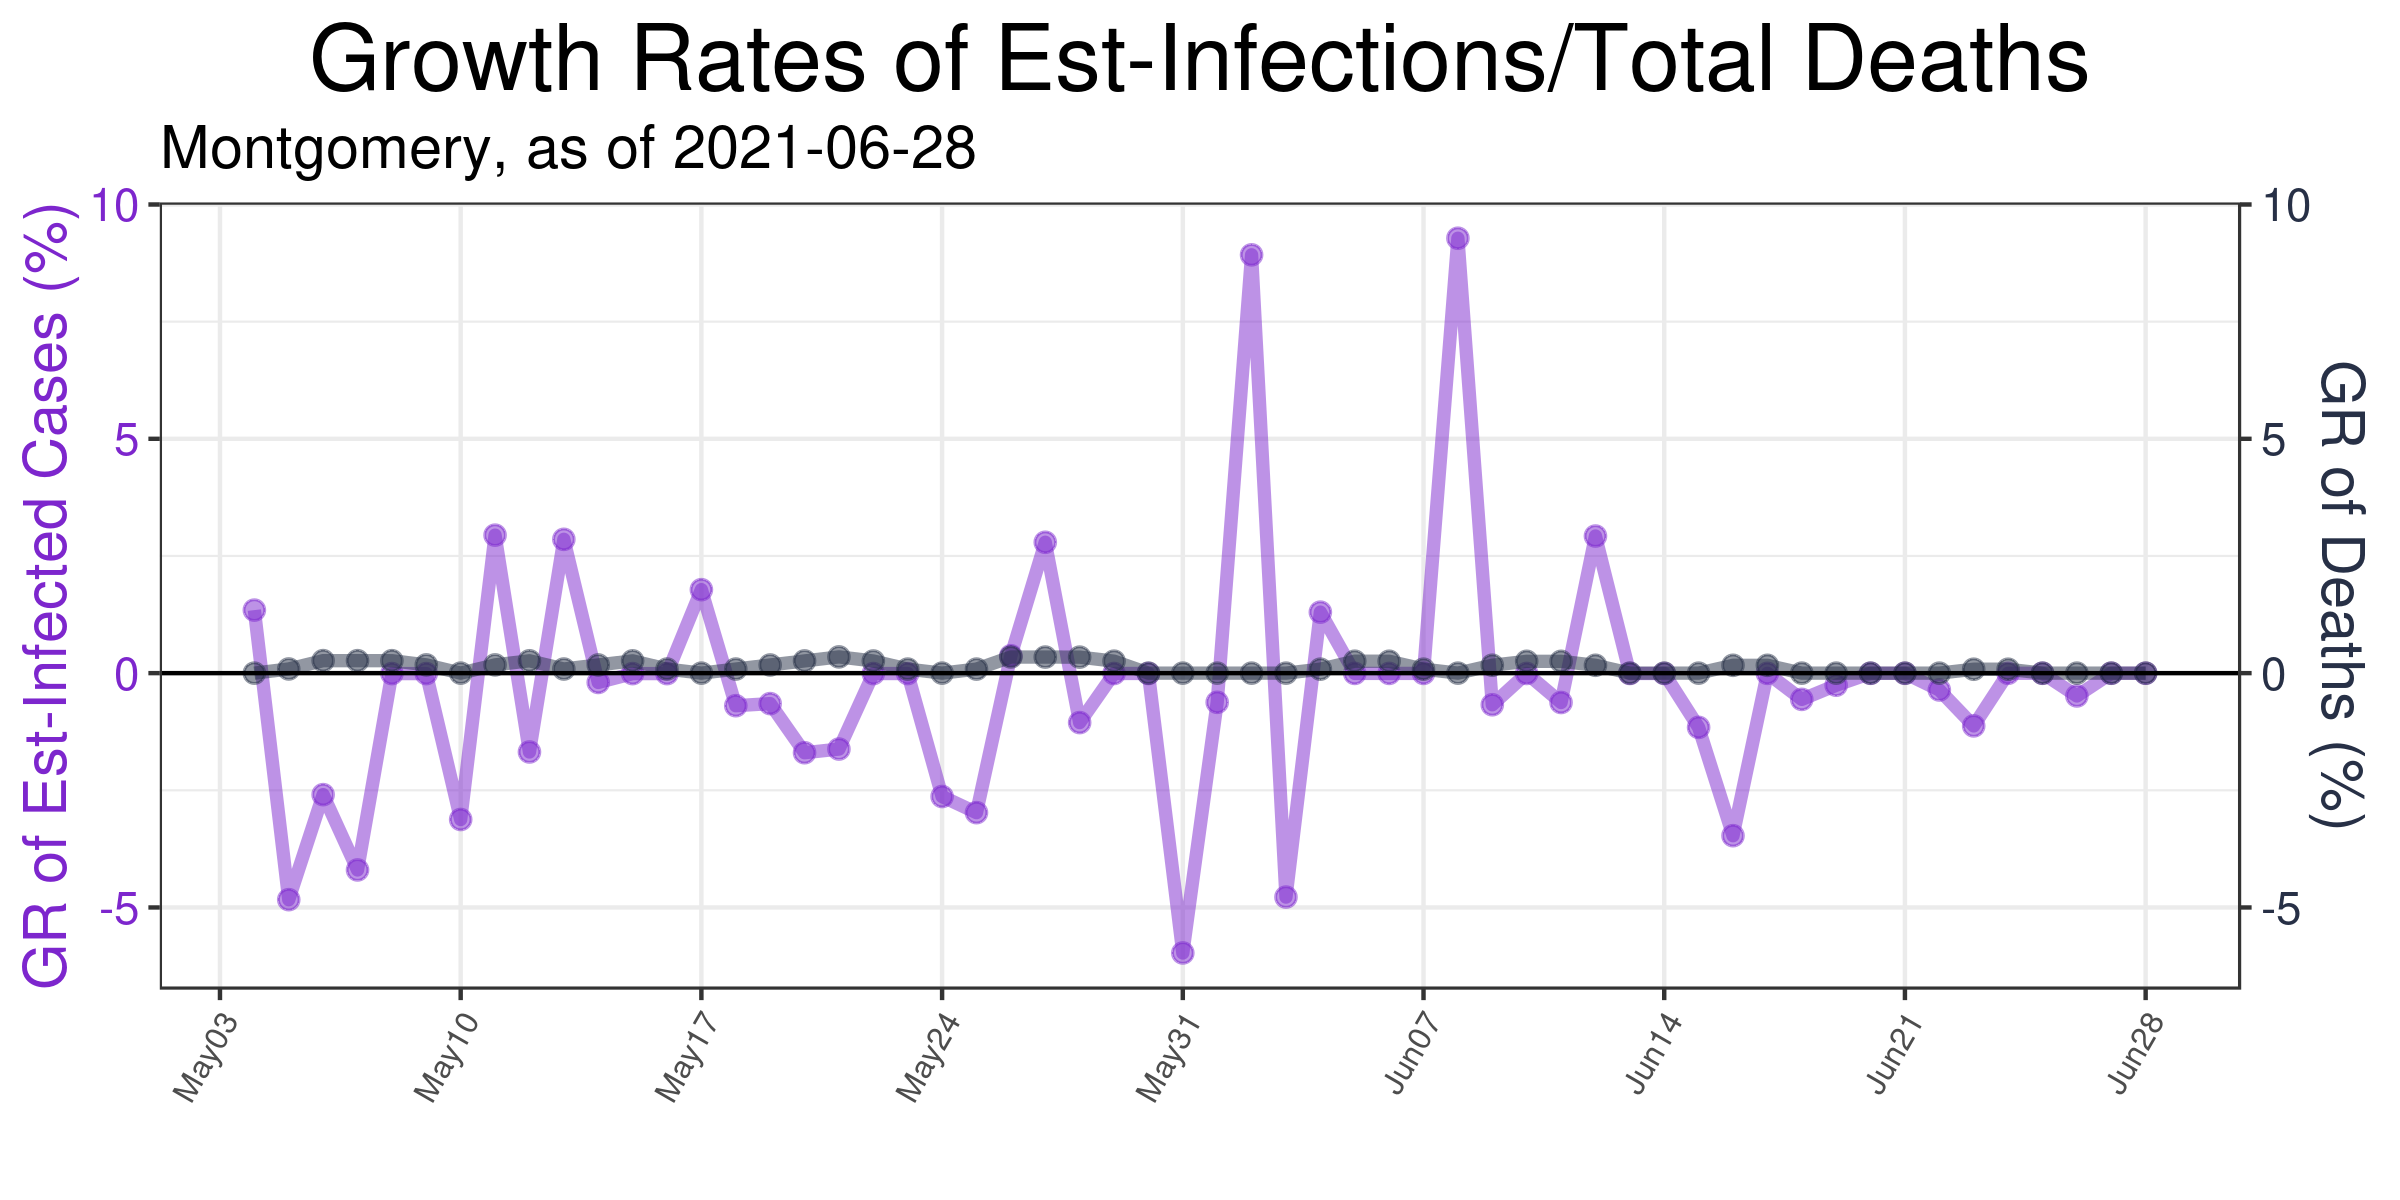 Growth Rates of Est-Infections/Total Deaths
Montgomery, as of 2021-06-28
GR of Est-Infected Cases (%)
10
5
0
-5
10
5
0
-5
GR of Deaths (%)
May03
May10
May17
May24
May31
Jun07
Jun14
Jun21
Jun28